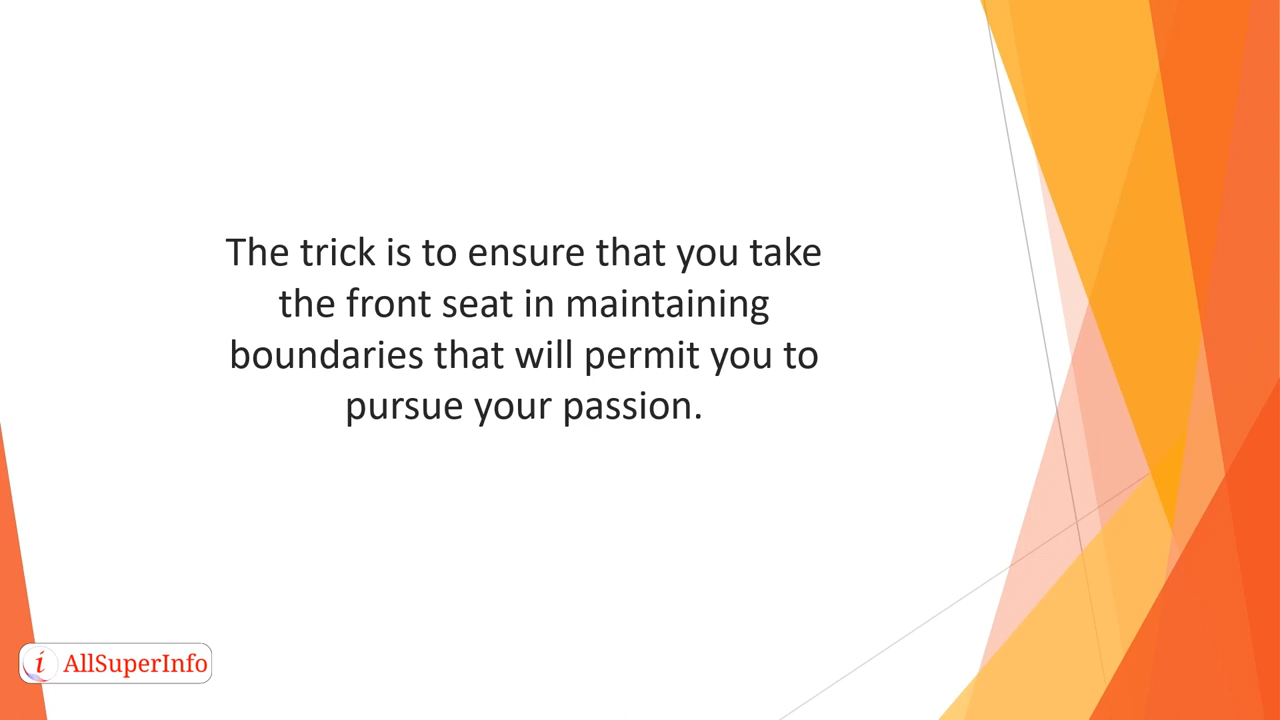 The trick is to ensure that you take
the front seat in maintaining
boundaries that will permit you to
pursue your passion.
i AllSuperInfo